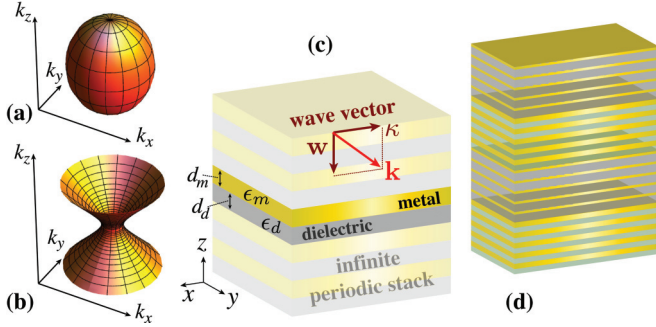 k_z
k_y
(a)
k_x
k_z
k_y
(b)
k_x
(c)
wave vector
κ
w
k
d_m
ϵ_m
metal
d_d
ϵ_d
dielectric
z
x
y
infinite
periodic stack
(d)